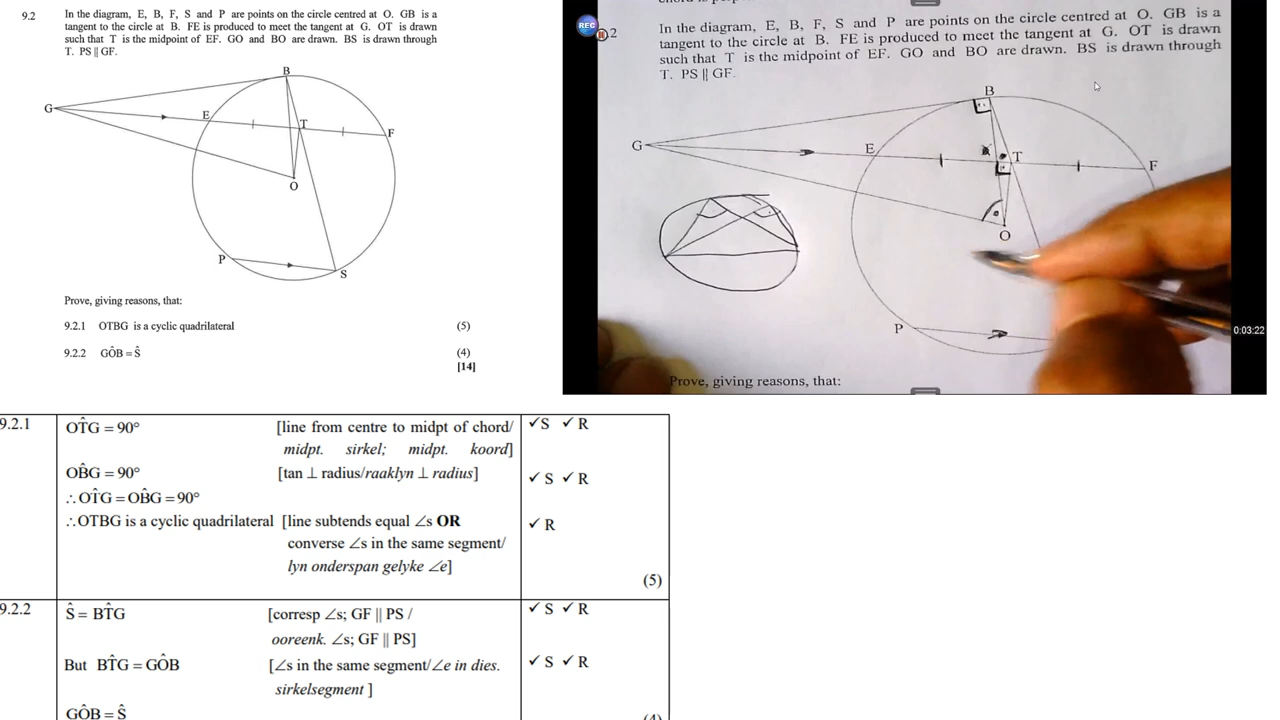 9.2 In the diagram, E, B, F, S and P are points on the circle centred at O. GB is a
tangent to the circle at B. FE is produced to meet the tangent at G. OT is drawn
such that T is the midpoint of EF. GO and BO are drawn. BS is drawn through
T. PS || GF.
B
G
E
T
F
O
P
S
Prove, giving reasons, that:
9.2.1 OTBG is a cyclic quadrilateral (5)
9.2.2 GÔB = Ŝ (4)
[14]
REC
2 In the diagram, E, B, F, S and P are points on the circle centred at O. GB is a
tangent to the circle at B. FE is produced to meet the tangent at G. OT is drawn
such that T is the midpoint of EF. GO and BO are drawn. BS is drawn through
T. PS || GF.
B
G
E
T
F
O
P
0:03:22
Prove, giving reasons, that:
9.2.1 OT̂G = 90° [line from centre to midpt of chord/ ✓S ✓R
midpt. sirkel; midpt. koord]
OB̂G = 90° [tan ⊥ radius/raaklyn ⊥ radius] ✓S ✓R
∴OT̂G = OB̂G = 90°
∴OTBG is a cyclic quadrilateral [line subtends equal ∠s OR ✓R
converse ∠s in the same segment/
lyn onderspan gelyke ∠e]
(5)
9.2.2 Ŝ = BT̂G [corresp ∠s; GF || PS / ✓S ✓R
ooreenk. ∠s; GF || PS]
But BT̂G = GÔB [∠s in the same segment/∠e in dies. ✓S ✓R
sirkelsegment ]
GÔB = Ŝ (4)